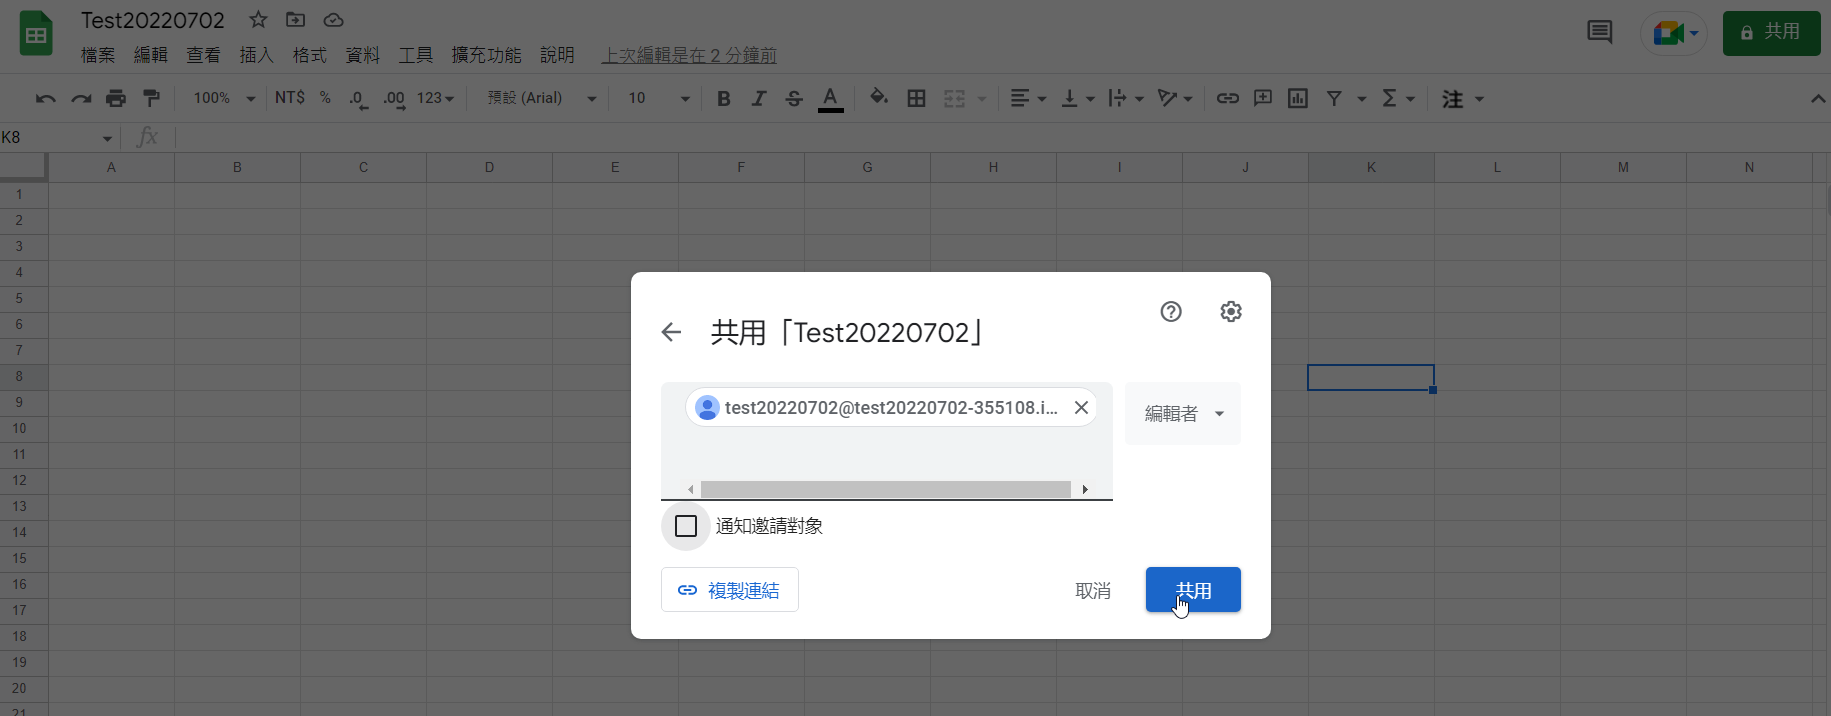 Test20220702
檔案 編輯 查看 插入 格式 資料 工具 擴充功能 說明 上次編輯是在 2 分鐘前
共用
100% NT$ % .0 .00 123 預設 (Arial) 10 B I S A Σ 注
K8 fx
A B C D E F G H I J K L M N
1
2
3
4
5
6
7
8
9
10
11
12
13
14
15
16
17
18
19
20
21
共用「Test20220702」
test20220702@test20220702-355108.i...
編輯者
通知邀請對象
複製連結
取消
共用